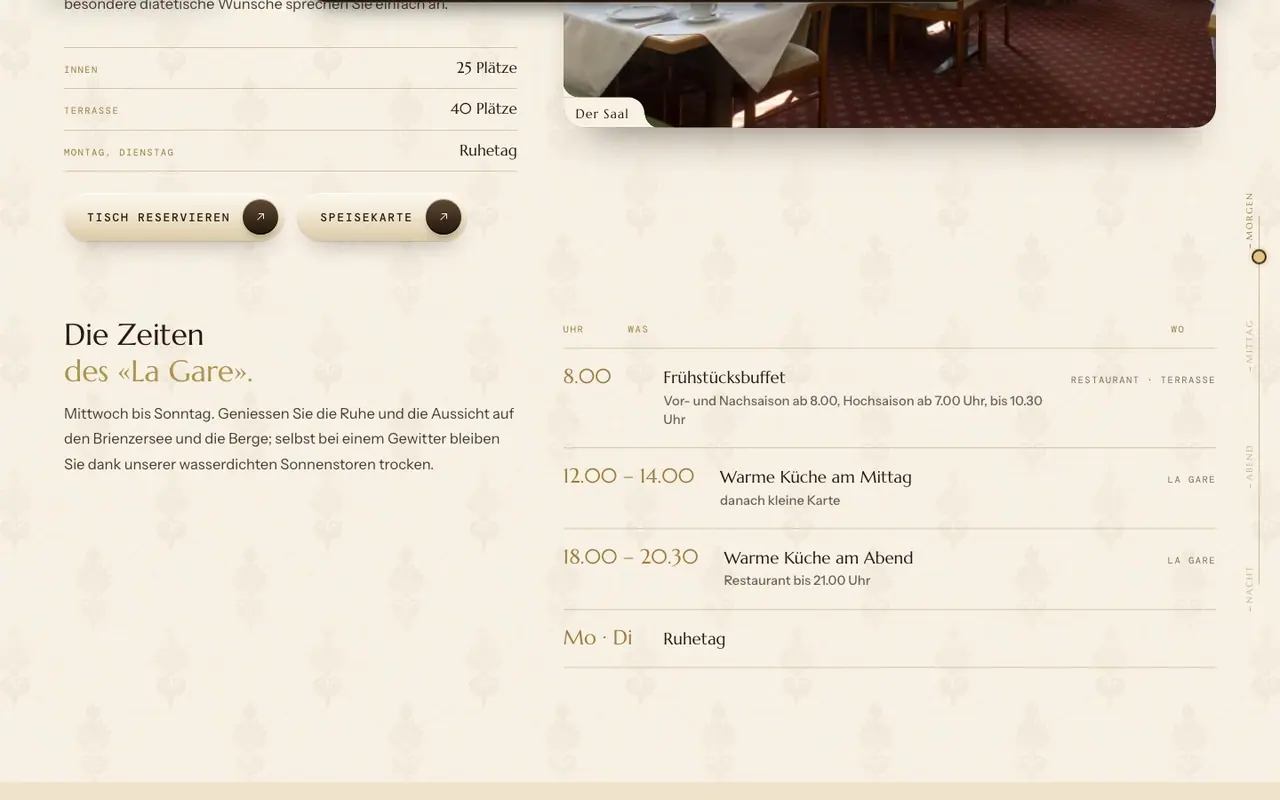 besondere diätetische Wünsche sprechen Sie einfach an.
INNEN
25 Plätze
TERRASSE
40 Plätze
MONTAG, DIENSTAG
Ruhetag
TISCH RESERVIEREN
SPEISEKARTE
Der Saal
Die Zeiten
des «La Gare».
Mittwoch bis Sonntag. Geniessen Sie die Ruhe und die Aussicht auf
den Brienzersee und die Berge; selbst bei einem Gewitter bleiben
Sie dank unserer wasserdichten Sonnenstoren trocken.
UHR WAS WO
8.00 Frühstücksbuffet RESTAURANT · TERRASSE
Vor- und Nachsaison ab 8.00, Hochsaison ab 7.00 Uhr, bis 10.30
Uhr
12.00 – 14.00 Warme Küche am Mittag LA GARE
danach kleine Karte
18.00 – 20.30 Warme Küche am Abend LA GARE
Restaurant bis 21.00 Uhr
Mo · Di Ruhetag
– MORGEN
– MITTAG
– ABEND
– NACHT